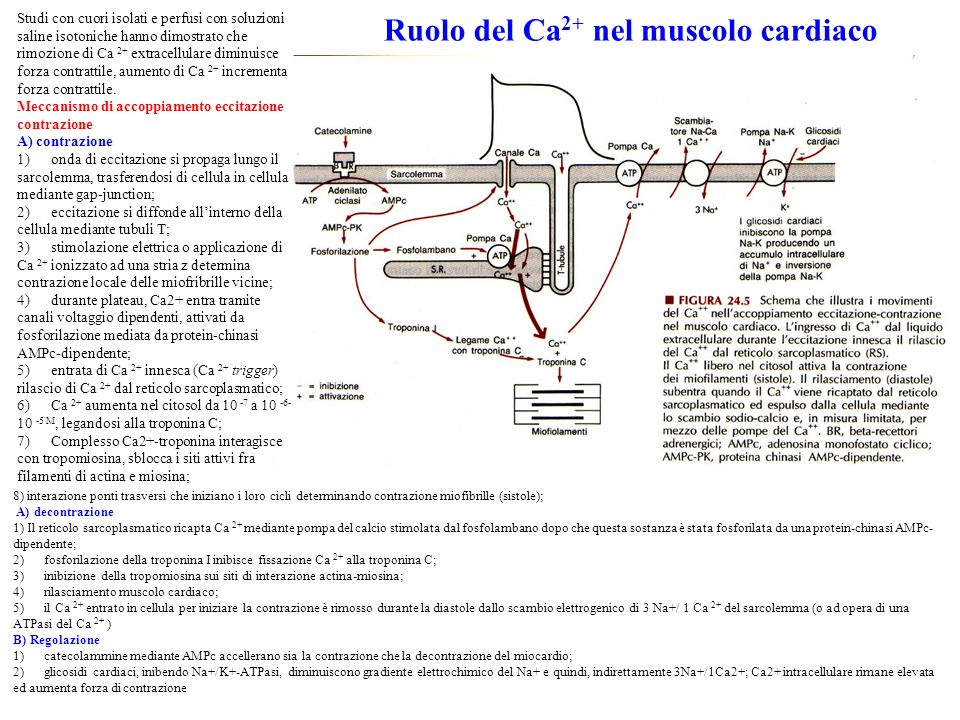 Studi con cuori isolati e perfusi con soluzioni
saline isotoniche hanno dimostrato che
rimozione di Ca 2+ extracellulare diminuisce
forza contrattile, aumento di Ca 2+ incrementa
forza contrattile.
Meccanismo di accoppiamento eccitazione
contrazione
A) contrazione
1) onda di eccitazione si propaga lungo il
sarcolemma, trasferendosi di cellula in cellula
mediante gap-junction;
2) eccitazione si diffonde all'interno della
cellula mediante tubuli T;
3) stimolazione elettrica o applicazione di
Ca 2+ ionizzato ad una stria z determina
contrazione locale delle miofribrille vicine;
4) durante plateau, Ca2+ entra tramite
canali voltaggio dipendenti, attivati da
fosforilazione mediata da protein-chinasi
AMPc-dipendente;
5) entrata di Ca 2+ innesca (Ca 2+ trigger)
rilascio di Ca 2+ dal reticolo sarcoplasmatico;
6) Ca 2+ aumenta nel citosol da 10 -7 a 10 -6-
10 -5 M, legandosi alla troponina C;
7) Complesso Ca2+-troponina interagisce
con tropomiosina, sblocca i siti attivi fra
filamenti di actina e miosina;
8) interazione ponti trasversi che iniziano i loro cicli determinando contrazione miofibrille (sistole);
A) decontrazione
1) Il reticolo sarcoplasmatico ricapta Ca 2+ mediante pompa del calcio stimolata dal fosfolambano dopo che questa sostanza è stata fosforilata da una protein-chinasi AMPc-
dipendente;
2) fosforilazione della troponina I inibisce fissazione Ca 2+ alla troponina C;
3) inibizione della tropomiosina sui siti di interazione actina-miosina;
4) rilasciamento muscolo cardiaco;
5) il Ca 2+ entrato in cellula per iniziare la contrazione è rimosso durante la diastole dallo scambio elettrogenico di 3 Na+/ 1 Ca 2+ del sarcolemma (o ad opera di una
ATPasi del Ca 2+ )
B) Regolazione
1) catecolammine mediante AMPc accellerano sia la contrazione che la decontrazione del miocardio;
2) glicosidi cardiaci, inibendo Na+/K+-ATPasi, diminuiscono gradiente elettrochimico del Na+ e quindi, indirettamente 3Na+/1Ca2+; Ca2+ intracellulare rimane elevata
ed aumenta forza di contrazione
Ruolo del Ca2+ nel muscolo cardiaco
Catecolamine
BR
Adenilato
ciclasi
ATP
AMPc
Sarcolemma
Canale Ca
Ca++
Ca++
Ca++
Pompa Ca
ATP
Ca++
Scambia-
tore Na-Ca
1 Ca++
3 Na+
Pompa Na-K
Na+
ATP
K+
Glicosidi
cardiaci
–
AMPc-PK
Fosforilazione
Fosfolambano
+
Pompa Ca
ATP
S.R.
Ca++
T-tubule
I glicosidi cardiaci
inibiscono la pompa
Na-K producendo un
accumulo intracellulare
di Na+ e inversione
della pompa Na-K
Troponina I
–
Legame Ca++
con troponina C
Ca++
+
Troponina C
Miofilamenti
– = inibizione
+ = attivazione
FIGURA 24.5 Schema che illustra i movimenti
del Ca++ nell'accoppiamento eccitazione-contrazione
nel muscolo cardiaco. L'ingresso di Ca++ dal liquido
extracellulare durante l'eccitazione innesca il rilascio
del Ca++ dal reticolo sarcoplasmatico (RS).
Il Ca++ libero nel citosol attiva la contrazione
dei miofilamenti (sistole). Il rilasciamento (diastole)
subentra quando il Ca++ viene ricaptato dal reticolo
sarcoplasmatico ed espulso dalla cellula mediante
lo scambio sodio-calcio e, in misura limitata, per
mezzo delle pompe del Ca++. BR, beta-recettori
adrenergici; AMPc, adenosina monofostato ciclico;
AMPc-PK, proteina chinasi AMPc-dipendente.